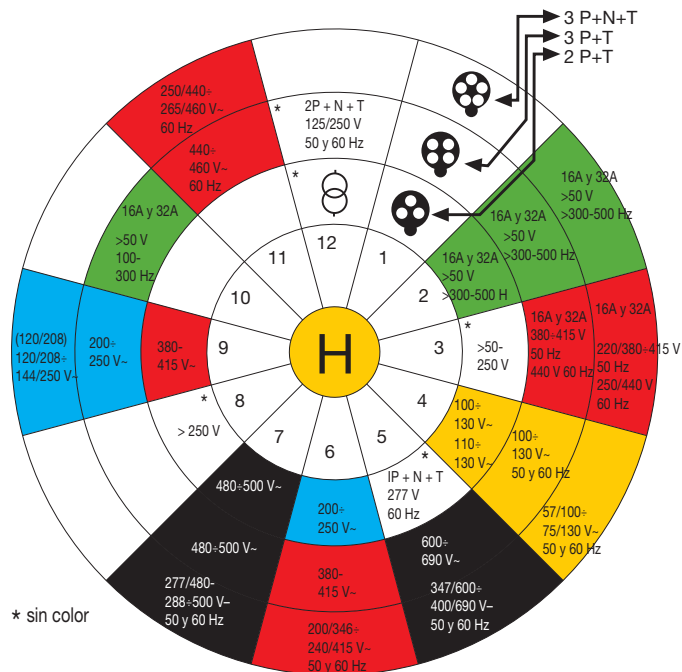 3 P+N+T
3 P+T
2 P+T
250/440÷
265/460 V~
60 Hz
440÷
460 V~
60 Hz
*
2P + N + T
125/250 V
50 y 60 Hz
*
16A y 32A
>50 V
>300-500 Hz
16A y 32A
>50 V
>300-500 Hz
16A y 32A
>50 V
>300-500 H
16A y 32A
>50 V
100-
300 Hz
12
1
2
3
4
5
6
7
8
9
10
11
H
(120/208)
120/208÷
144/250 V~
200÷
250 V~
380-
415 V~
*
>50-
250 V
16A y 32A
380÷415 V
50 Hz
440 V 60 Hz
16A y 32A
220/380÷415 V
50 Hz
250/440 V
60 Hz
*
> 250 V
100÷
130 V~
110÷
130 V~
100÷
130 V~
50 y 60Hz
57/100÷
75/130 V~
50 y 60 Hz
*
IP + N + T
277 V
60 Hz
600÷
690 V~
347/600÷
400/690 V–
50 y 60 Hz
200÷
250 V~
380-
415 V~
200/346÷
240/415 V~
50 y 60 Hz
480÷500 V~
480÷500 V~
277/480-
288÷500 V–
50 y 60 Hz
* sin color